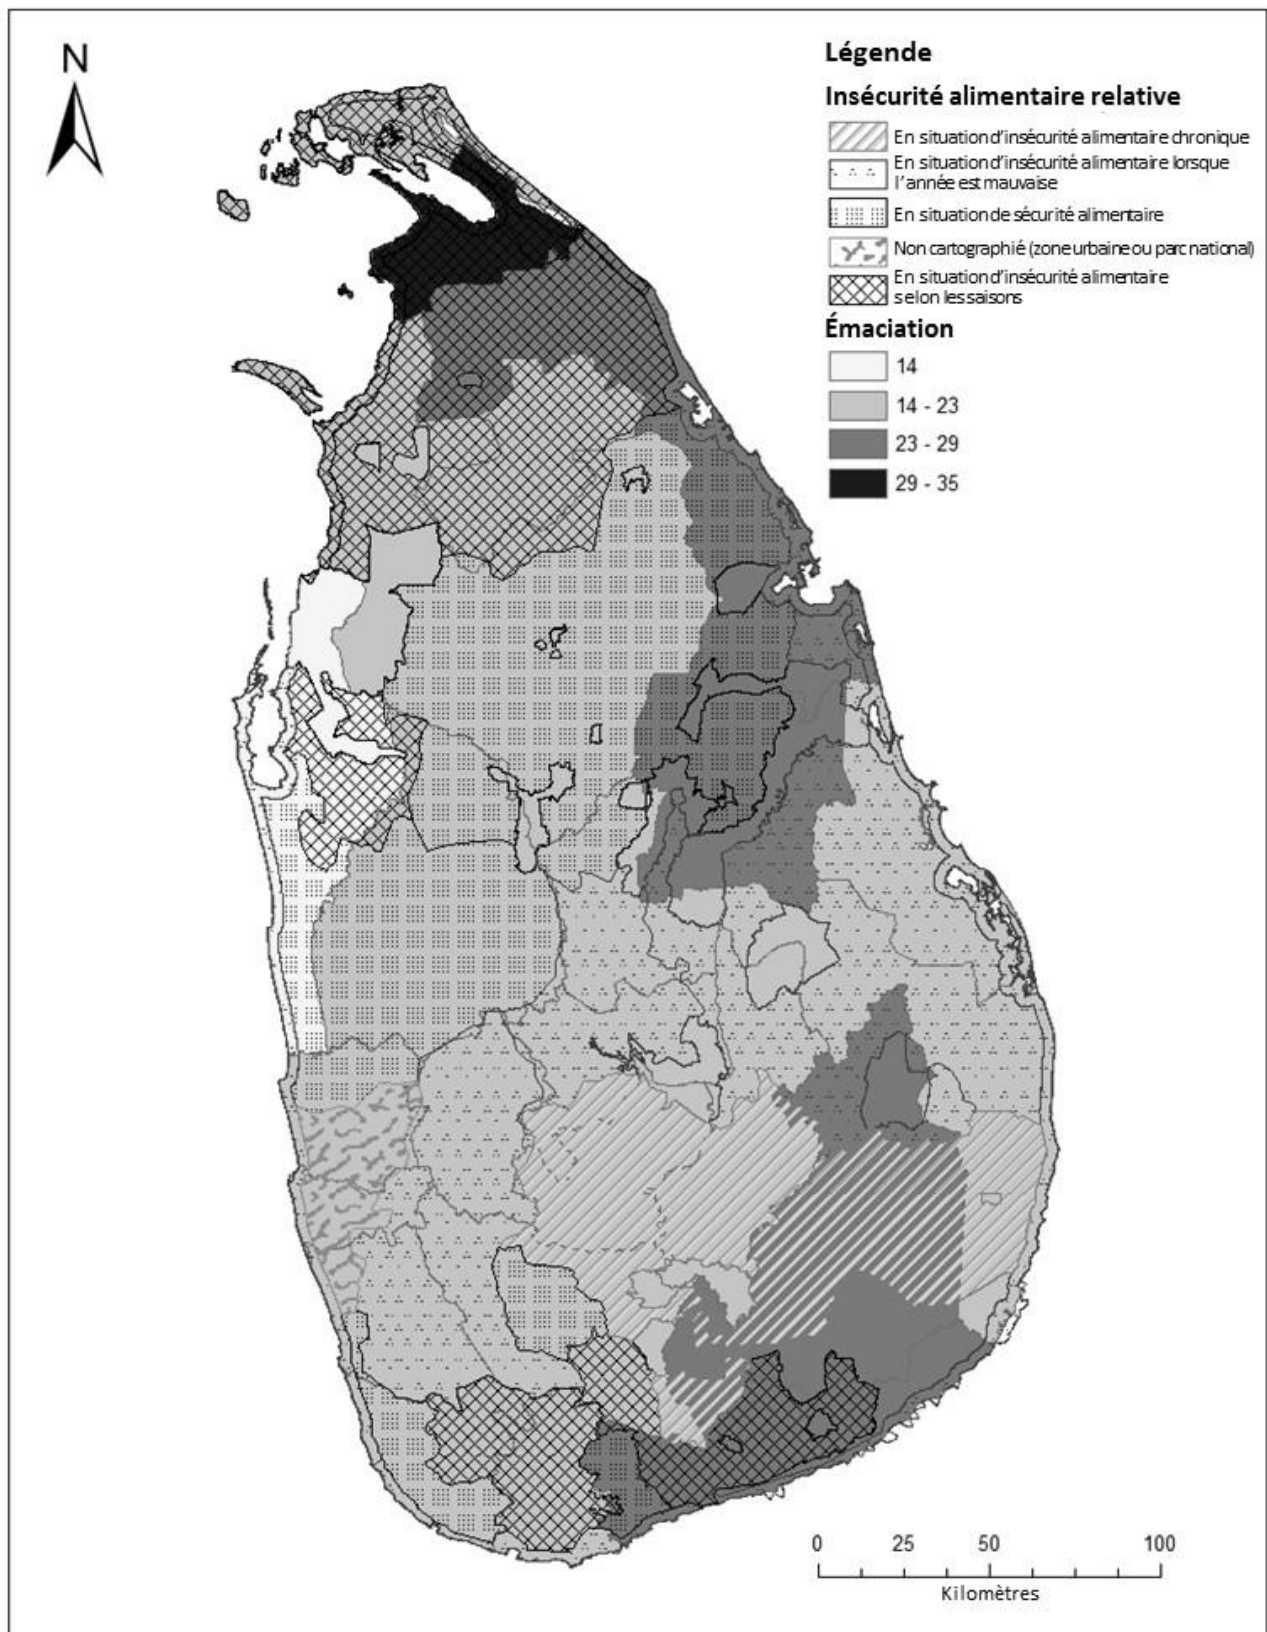 N
Légende
Insécurité alimentaire relative
En situation d'insécurité alimentaire chronique
En situation d'insécurité alimentaire lorsque
l'année est mauvaise
En situation de sécurité alimentaire
Non cartographié (zone urbaine ou parc national)
En situation d'insécurité alimentaire
selon les saisons
Émaciation
14
14 - 23
23 - 29
29 - 35
0 25 50 100
Kilomètres